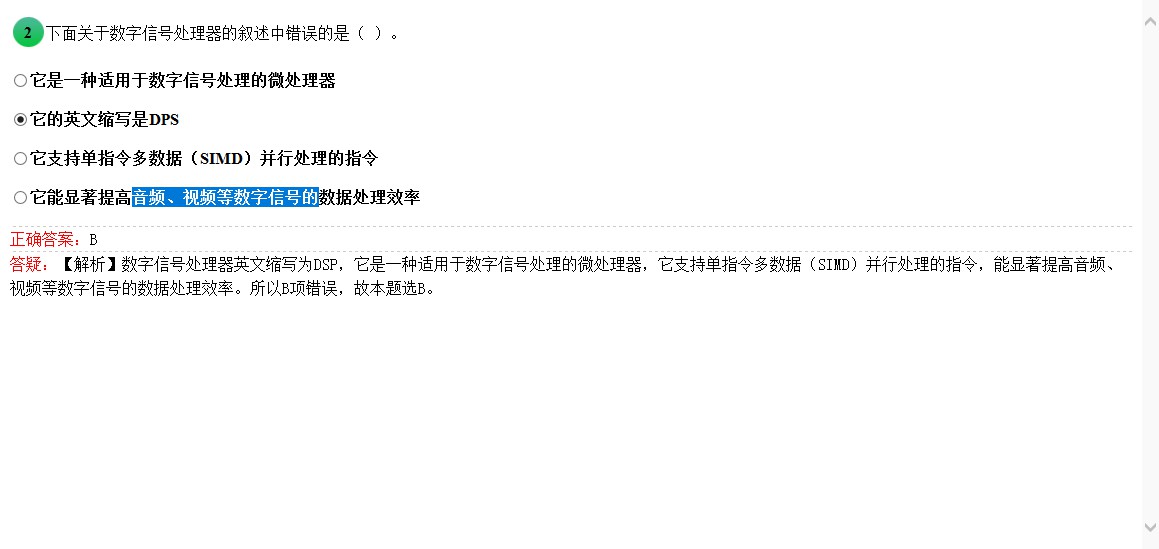 2 下面关于数字信号处理器的叙述中错误的是（ ）。
它是一种适用于数字信号处理的微处理器
它的英文缩写是DPS
它支持单指令多数据（SIMD）并行处理的指令
它能显著提高音频、视频等数字信号的数据处理效率
正确答案：B
答疑：【解析】数字信号处理器英文缩写为DSP，它是一种适用于数字信号处理的微处理器，它支持单指令多数据（SIMD）并行处理的指令，能显著提高音频、
视频等数字信号的数据处理效率。所以B项错误，故本题选B。